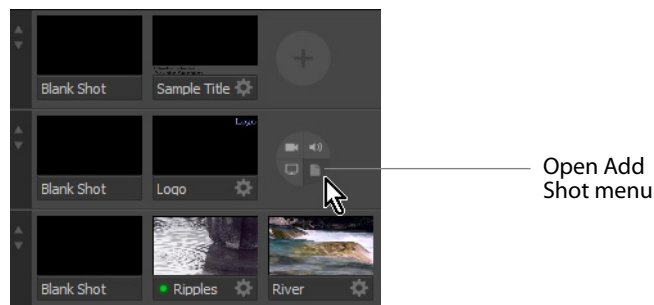 Blank Shot
Sample Title
Logo
Blank Shot
Logo
Open Add
Shot menu
Blank Shot
Ripples
River